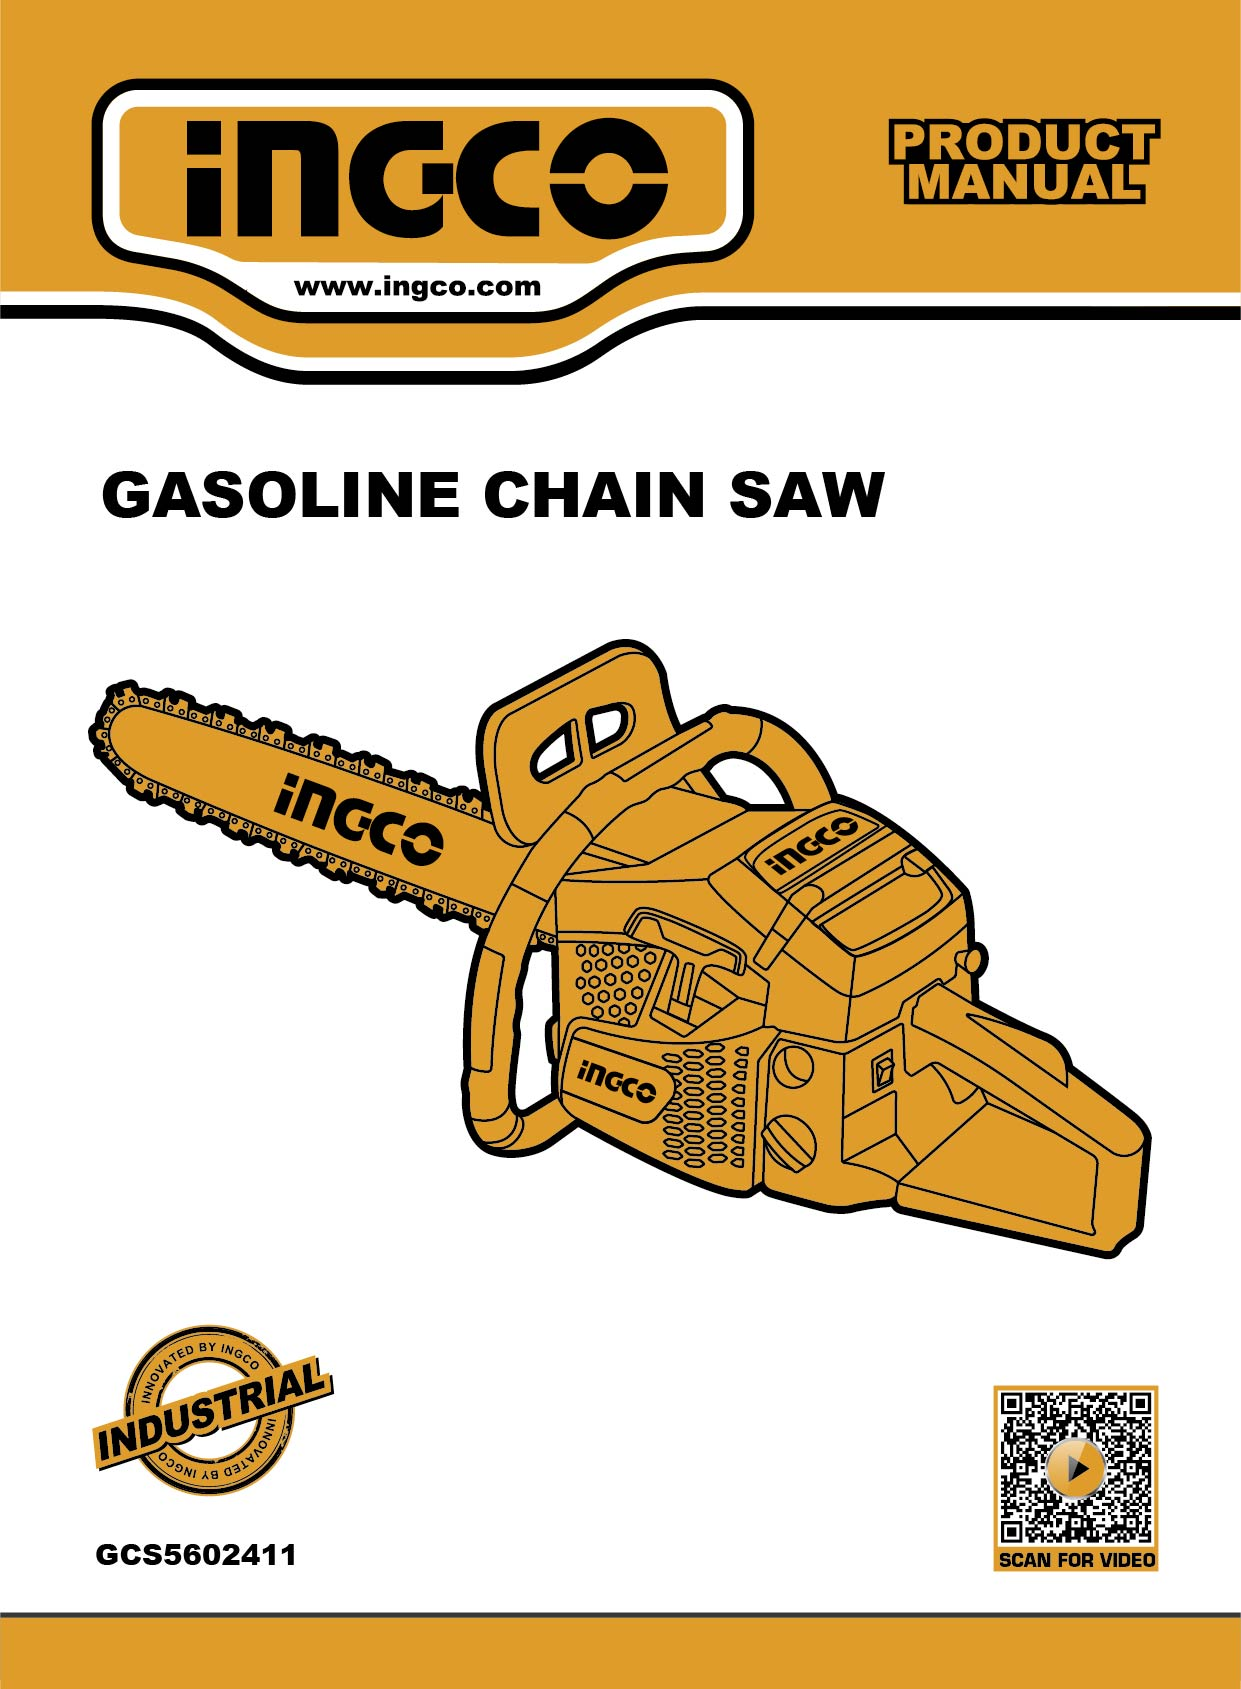 INGCO
www.ingco.com
PRODUCT
MANUAL
GASOLINE CHAIN SAW
INGCO
INGCO
INGCO
INNOVATED BY INGCO
INDUSTRIAL
INNOVATED BY INGCO
GCS5602411
SCAN FOR VIDEO